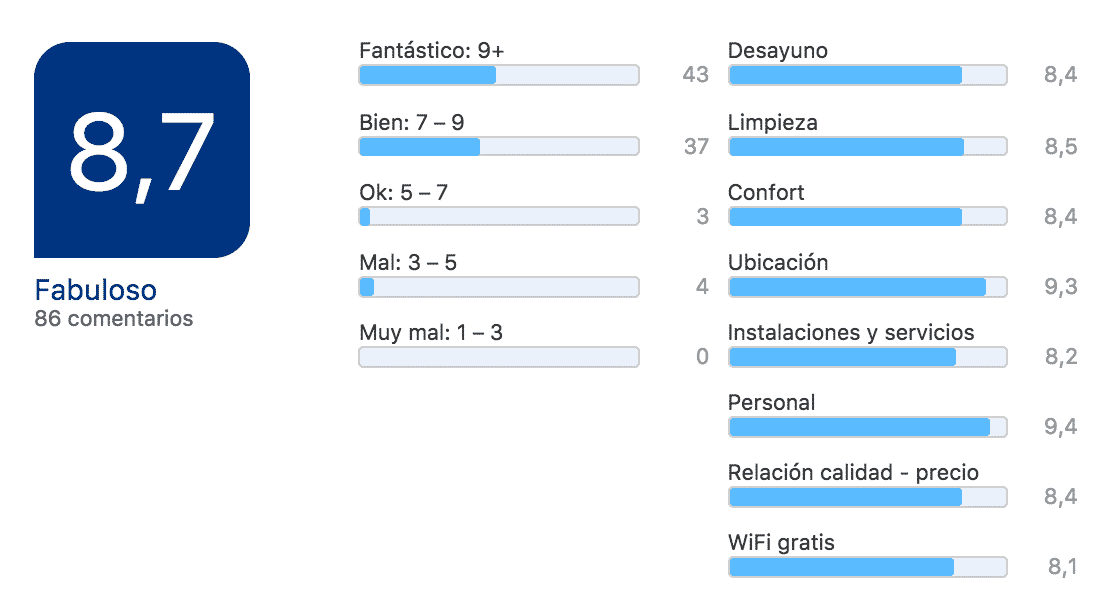 8,7
Fabuloso
86 comentarios
Fantástico: 9+
43
Bien: 7 – 9
37
Ok: 5 – 7
3
Mal: 3 – 5
4
Muy mal: 1 – 3
0
Desayuno
8,4
Limpieza
8,5
Confort
8,4
Ubicación
9,3
Instalaciones y servicios
8,2
Personal
9,4
Relación calidad - precio
8,4
WiFi gratis
8,1